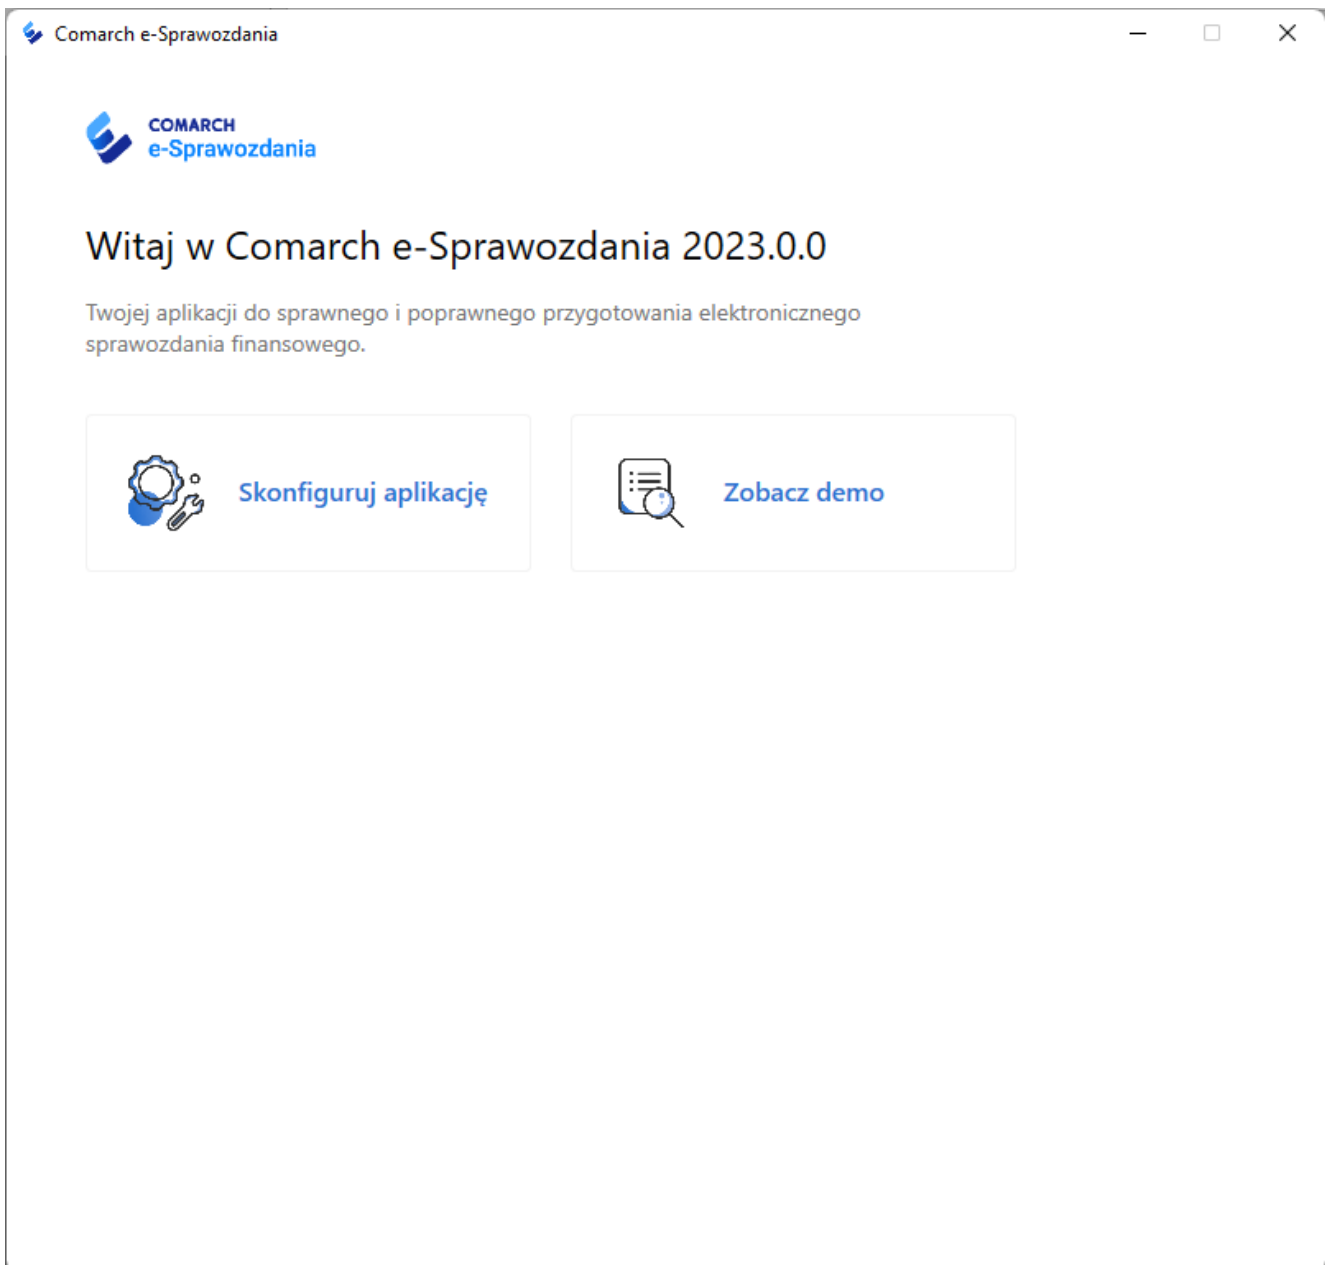 Comarch e-Sprawozdania
COMARCH
e-Sprawozdania
Witaj w Comarch e-Sprawozdania 2023.0.0
Twojej aplikacji do sprawnego i poprawnego przygotowania elektronicznego
sprawozdania finansowego.
Skonfiguruj aplikację
Zobacz demo